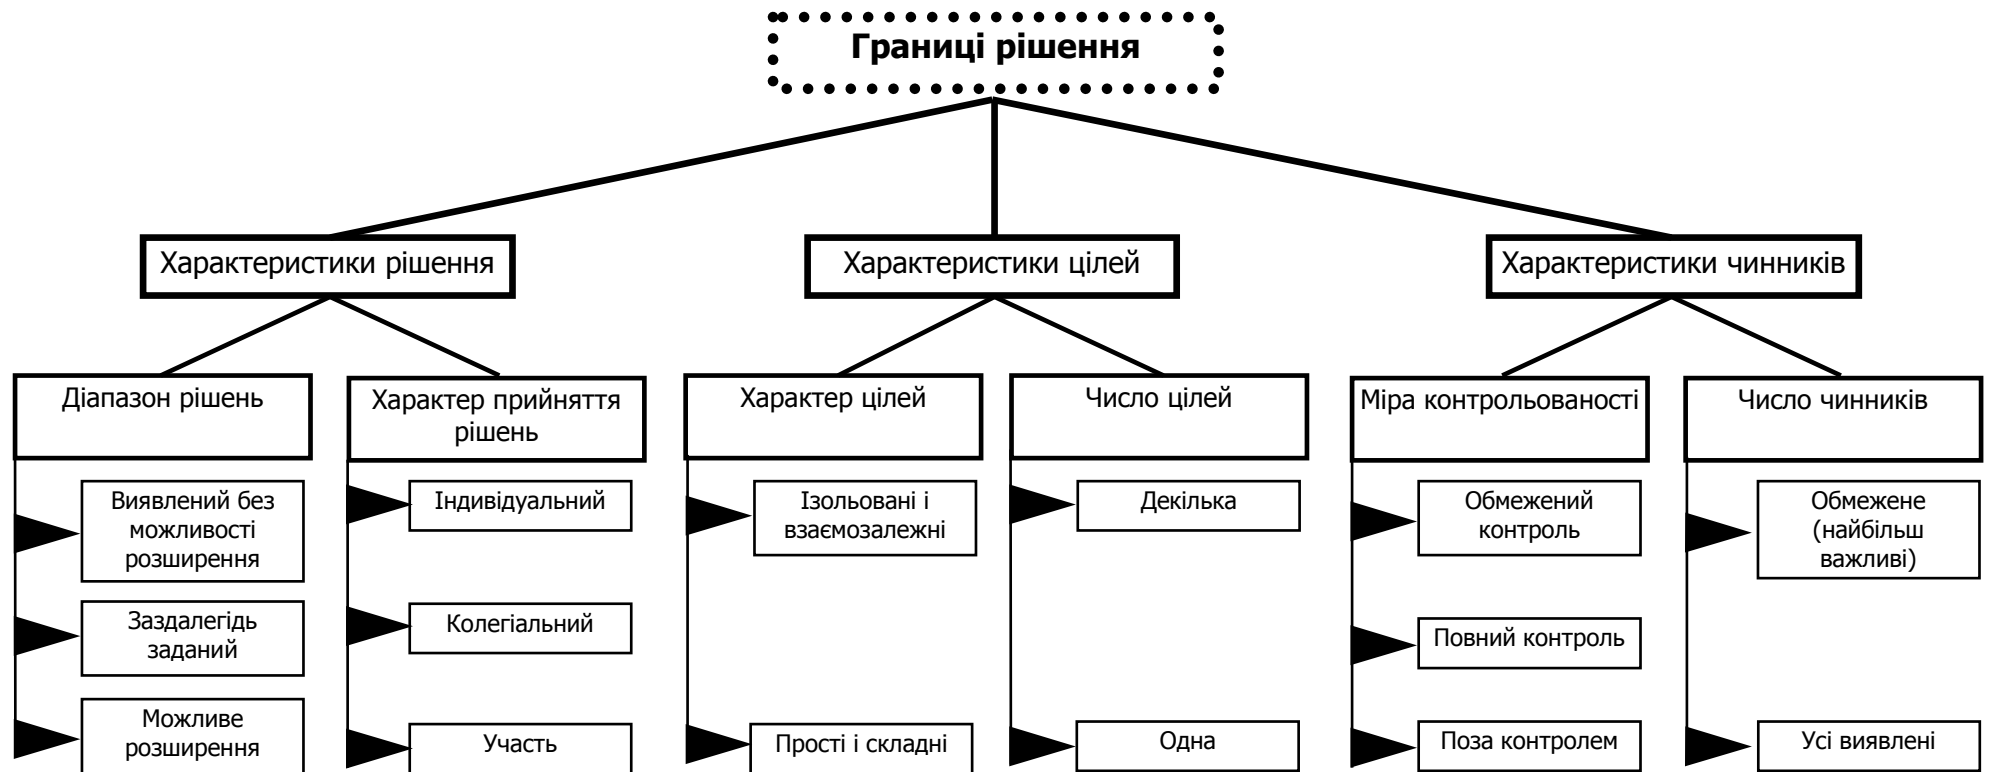 Границі рішення
Характеристики рішення
Характеристики цілей
Характеристики чинників
Діапазон рішень
Характер прийняття
рішень
Характер цілей
Число цілей
Міра контрольованості
Число чинників
Виявлений без
можливості
розширення
Заздалегідь
заданий
Можливе
розширення
Індивідуальний
Колегіальний
Участь
Ізольовані і
взаємозалежні
Прості і складні
Декілька
Одна
Обмежений
контроль
Повний контроль
Поза контролем
Обмежене
(найбільш
важливі)
Усі виявлені